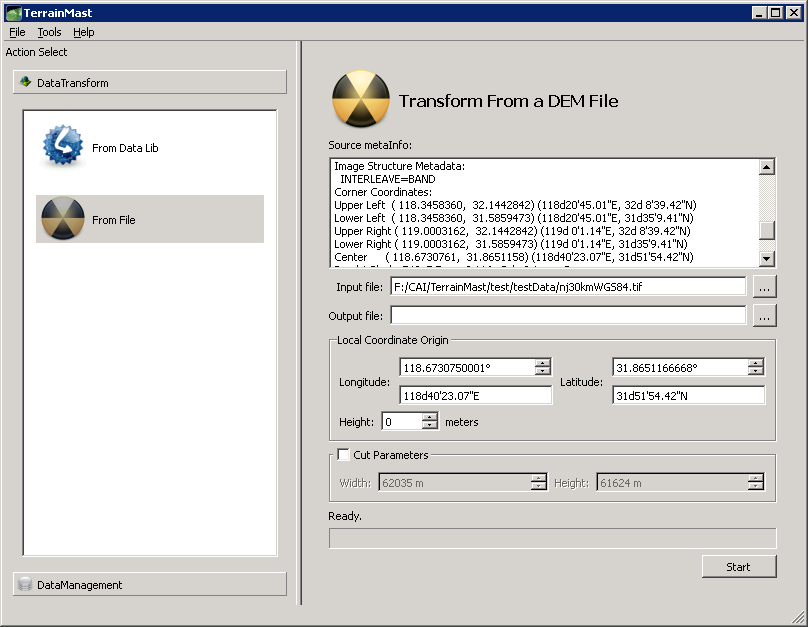 TerrainMast
File Tools Help
Action Select
DataTransform
From Data Lib
From File
DataManagement
Transform From a DEM File
Source metaInfo:
Image Structure Metadata:
INTERLEAVE=BAND
Corner Coordinates:
Upper Left ( 118.3458360, 32.1442842) (118d20'45.01"E, 32d 8'39.42"N)
Lower Left ( 118.3458360, 31.5859473) (118d20'45.01"E, 31d35'9.41"N)
Upper Right ( 119.0003162, 32.1442842) (119d 0'1.14"E, 32d 8'39.42"N)
Lower Right ( 119.0003162, 31.5859473) (119d 0'1.14"E, 31d35'9.41"N)
Center ( 118.6730761, 31.8651158) (118d40'23.07"E, 31d51'54.42"N)
Input file: F:/CAI/TerrainMast/test/testData/nj30kmWGS84.tif ...
Output file: ...
Local Coordinate Origin
Longitude: 118.6730750001° Latitude: 31.8651166668°
118d40'23.07"E 31d51'54.42"N
Height: 0 meters
Cut Parameters
Width: 62035 m Height: 61624 m
Ready.
Start